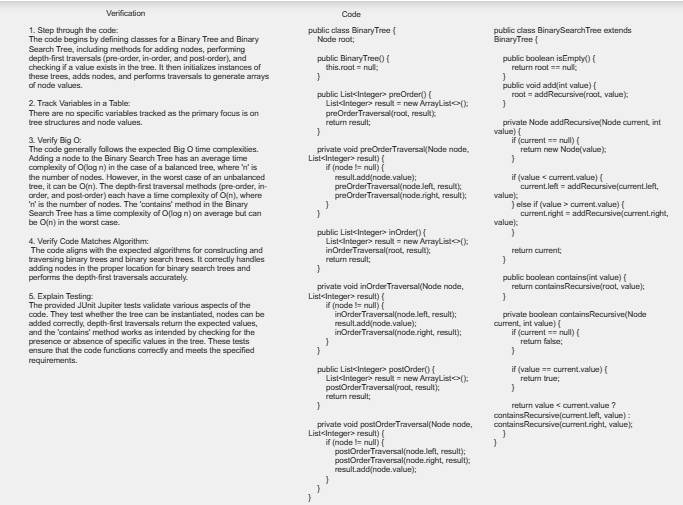 Verification
1. Step through the code:
The code begins by defining classes for a Binary Tree and Binary
Search Tree, including methods for adding nodes, performing
depth-first traversals (pre-order, in-order, and post-order), and
checking if a value exists in the tree. It then initializes instances of
these trees, adds nodes, and performs traversals to generate arrays
of node values.
2. Track Variables in a Table:
There are no specific variables tracked as the primary focus is on
tree structures and node values.
3. Verify Big O:
The code generally follows the expected Big O time complexities.
Adding a node to the Binary Search Tree has an average time
complexity of O(log n) in the case of a balanced tree, where 'n' is
the number of nodes. However, in the worst case of an unbalanced
tree, it can be O(n). The depth-first traversal methods (pre-order, in-
order, and post-order) each have a time complexity of O(n), where
'n' is the number of nodes. The 'contains' method in the Binary
Search Tree has a time complexity of O(log n) on average but can
be O(n) in the worst case.
4. Verify Code Matches Algorithm:
The code aligns with the expected algorithms for constructing and
traversing binary trees and binary search trees. It correctly handles
adding nodes in the proper location for binary search trees and
performs the depth-first traversals accurately.
5. Explain Testing:
The provided JUnit Jupiter tests validate various aspects of the
code. They test whether the tree can be instantiated, nodes can be
added correctly, depth-first traversals return the expected values,
and the 'contains' method works as intended by checking for the
presence or absence of specific values in the tree. These tests
ensure that the code functions correctly and meets the specified
requirements.
Code
public class BinaryTree {
Node root;
public BinaryTree() {
this.root = null;
}
public List<Integer> preOrder() {
List<Integer> result = new ArrayList<>();
preOrderTraversal(root, result);
return result;
}
private void preOrderTraversal(Node node,
List<Integer> result) {
if (node != null) {
result.add(node.value);
preOrderTraversal(node.left, result);
preOrderTraversal(node.right, result);
}
}
public List<Integer> inOrder() {
List<Integer> result = new ArrayList<>();
inOrderTraversal(root, result);
return result;
}
private void inOrderTraversal(Node node,
List<Integer> result) {
if (node != null) {
inOrderTraversal(node.left, result);
result.add(node.value);
inOrderTraversal(node.right, result);
}
}
public List<Integer> postOrder() {
List<Integer> result = new ArrayList<>();
postOrderTraversal(root, result);
return result;
}
private void postOrderTraversal(Node node,
List<Integer> result) {
if (node != null) {
postOrderTraversal(node.left, result);
postOrderTraversal(node.right, result);
result.add(node.value);
}
}
}
public class BinarySearchTree extends
BinaryTree {
public boolean isEmpty() {
return root == null;
}
public void add(int value) {
root = addRecursive(root, value);
}
private Node addRecursive(Node current, int
value) {
if (current == null) {
return new Node(value);
}
if (value < current.value) {
current.left = addRecursive(current.left,
value);
} else if (value > current.value) {
current.right = addRecursive(current.right,
value);
}
return current;
}
public boolean contains(int value) {
return containsRecursive(root, value);
}
private boolean containsRecursive(Node
current, int value) {
if (current == null) {
return false;
}
if (value == current.value) {
return true;
}
return value < current.value ?
containsRecursive(current.left, value) :
containsRecursive(current.right, value);
}
}